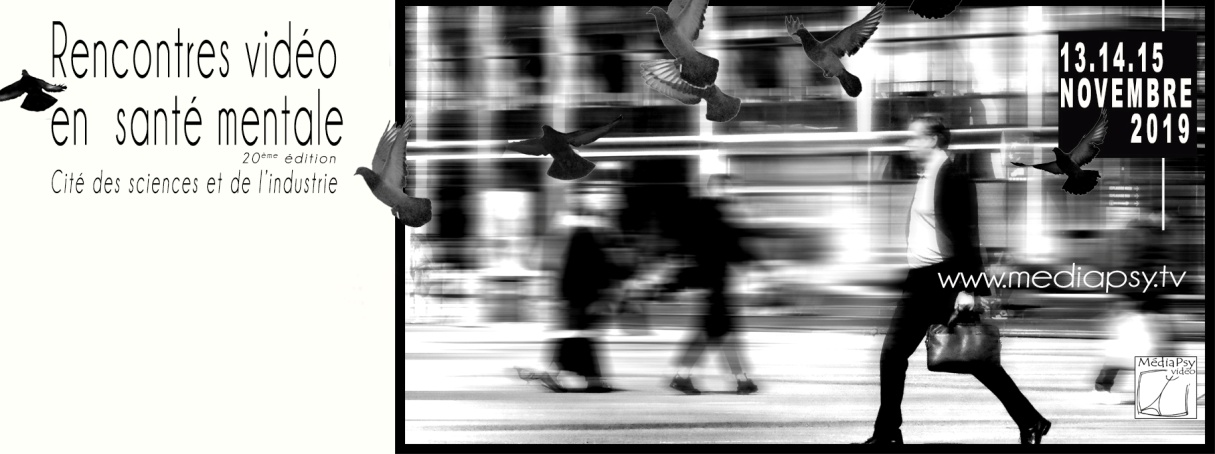 Rencontres vidéo
en santé mentale
20ème édition
Cité des sciences et de l'industrie
13.14.15
NOVEMBRE
2019
www.mediapsy.tv
MédiaPsy
vidéo